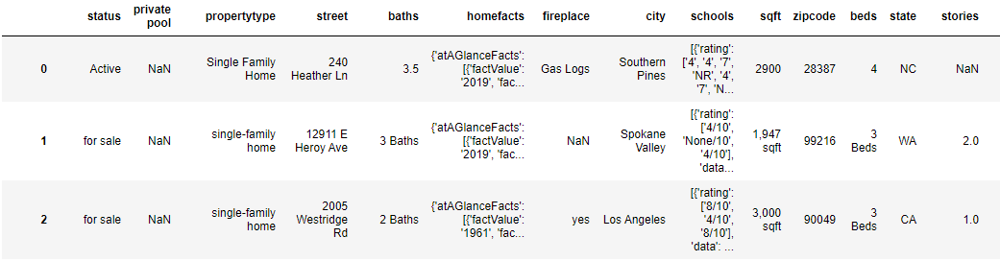 status private pool propertytype street baths homefacts fireplace city schools sqft zipcode beds state stories
0 Active NaN Single Family Home 240 Heather Ln 3.5 {'atAGlanceFacts': [{'factValue': '2019', 'fac... Gas Logs Southern Pines [{'rating': ['4', '4', '7', 'NR', '4', '7', 'N... 2900 28387 4 NC NaN
1 for sale NaN single-family home 12911 E Heroy Ave 3 Baths {'atAGlanceFacts': [{'factValue': '2019', 'fac... NaN Spokane Valley [{'rating': ['4/10', 'None/10', '4/10'], 'data... 1,947 sqft 99216 3 Beds WA 2.0
2 for sale NaN single-family home 2005 Westridge Rd 2 Baths {'atAGlanceFacts': [{'factValue': '1961', 'fac... yes Los Angeles [{'rating': ['8/10', '4/10', '8/10'], 'data': ... 3,000 sqft 90049 3 Beds CA 1.0